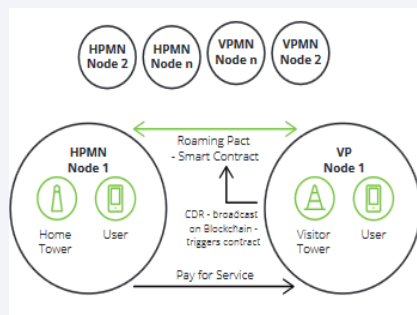 HPMN
Node 2
HPMN
Node n
VPMN
Node n
VPMN
Node 2
HPMN
Node 1
Home
Tower
User
Roaming Pact
- Smart Contract
CDR - broadcast
on Blockchain -
triggers contract
Pay for Service
VP
Node 1
Visitor
Tower
User